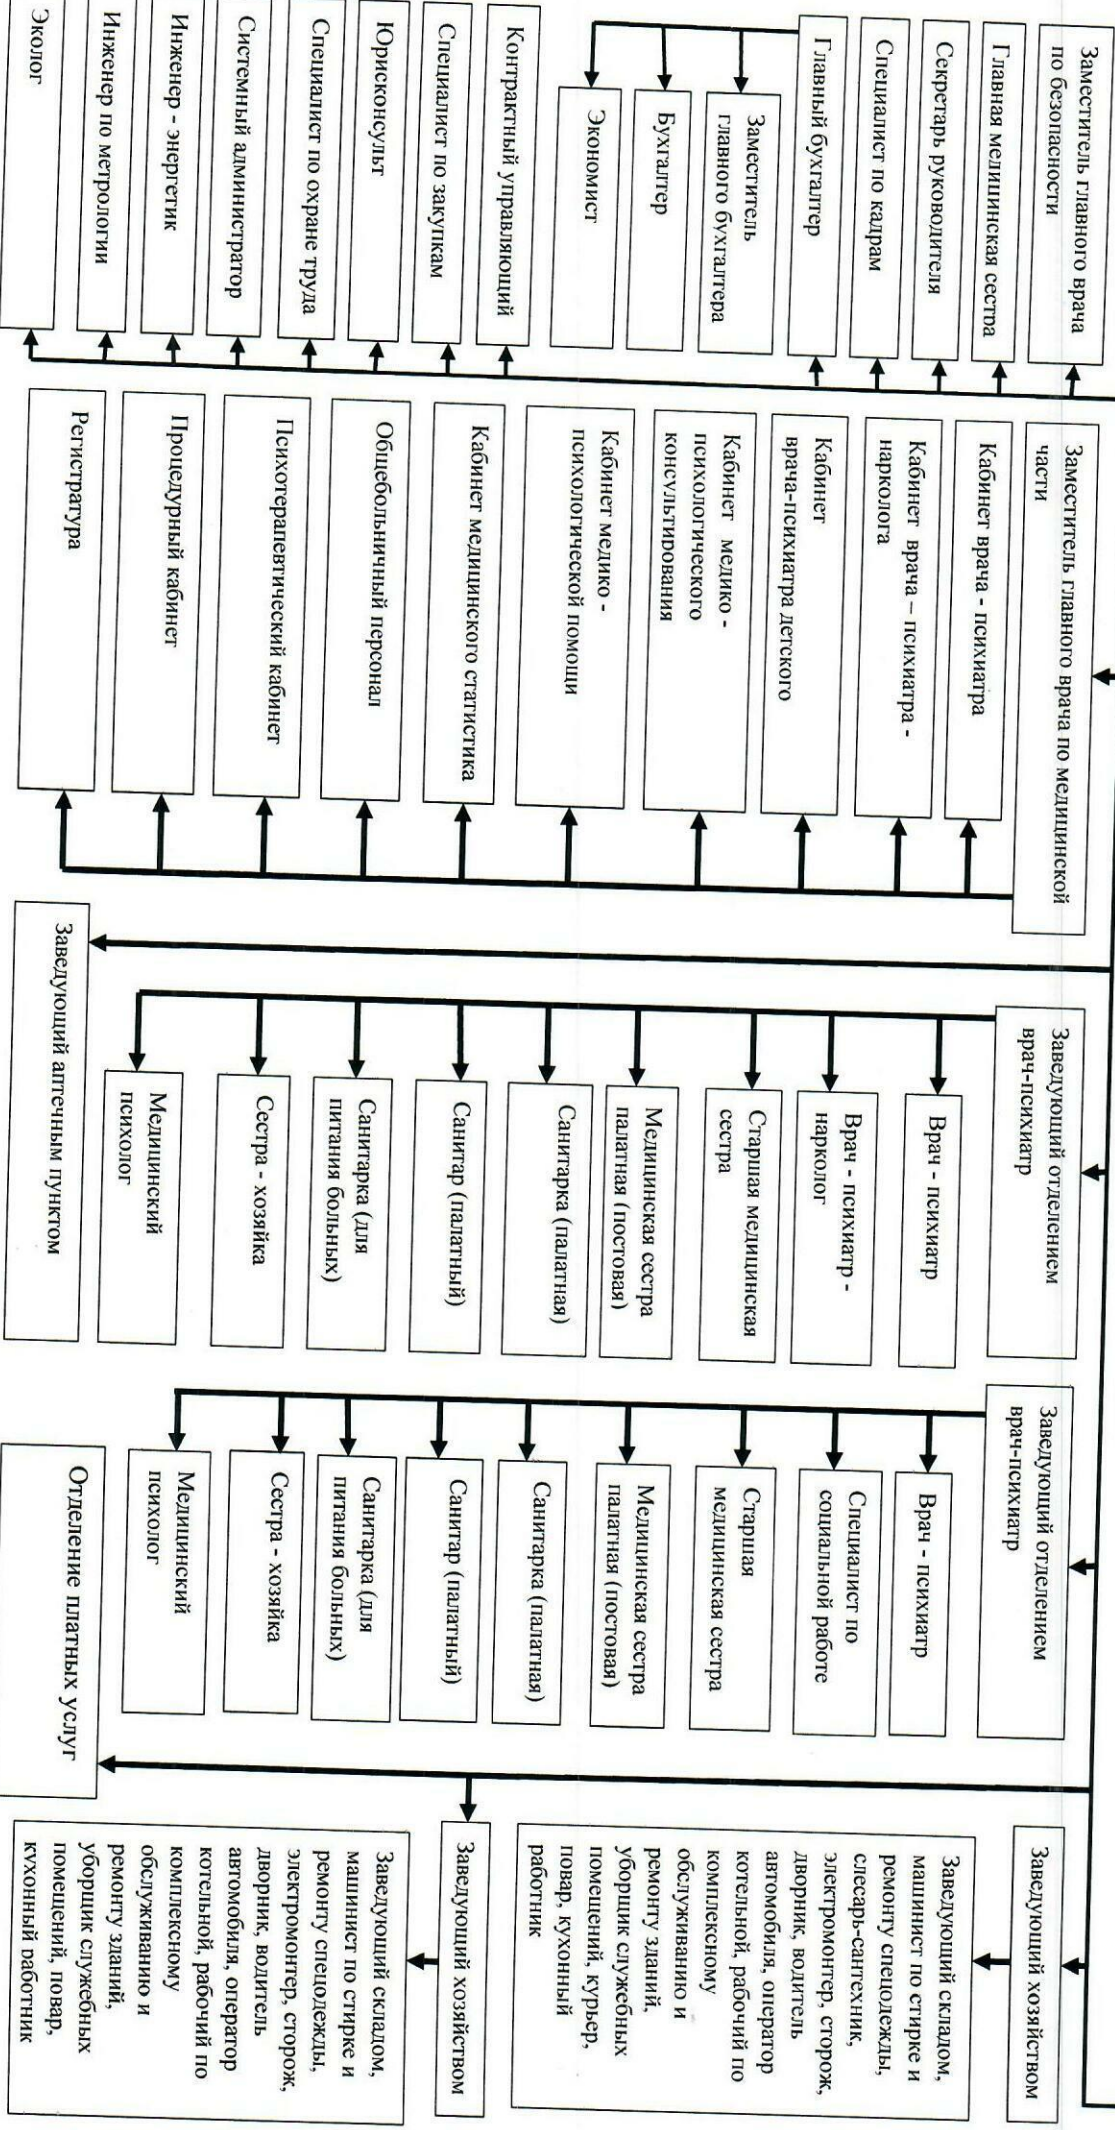 Заместитель главного врача
по безопасности
Главная медицинская сестра
Секретарь руководителя
Специалист по кадрам
Главный бухгалтер
Заместитель
главного бухгалтера
Бухгалтер
Экономист
Контрактный управляющий
Специалист по закупкам
Юрисконсульт
Специалист по охране труда
Системный администратор
Инженер - энергетик
Инженер по метрологии
Эколог
Заместитель главного врача по медицинской
части
Кабинет врача - психиатра
Кабинет врача – психиатра -
нарколога
Кабинет
врача-психиатра детского
Кабинет медико -
психологического
консультирования
Кабинет медико -
психологической помощи
Кабинет медицинского статистика
Общебольничный персонал
Психотерапевтический кабинет
Процедурный кабинет
Регистратура
Заведующий аптечным пунктом
Заведующий отделением
врач-психиатр
Врач - психиатр
Врач - психиатр -
нарколог
Старшая медицинская
сестра
Медицинская сестра
палатная (постовая)
Санитарка (палатная)
Санитар (палатный)
Санитарка (для
питания больных)
Сестра - хозяйка
Медицинский
психолог
Заведующий отделением
врач-психиатр
Врач - психиатр
Специалист по
социальной работе
Старшая
медицинская сестра
Медицинская сестра
палатная (постовая)
Санитарка (палатная)
Санитар (палатный)
Санитарка (для
питания больных)
Сестра - хозяйка
Медицинский
психолог
Отделение платных услуг
Заведующий хозяйством
Заведующий складом,
машинист по стирке и
ремонту спецодежды,
слесарь-сантехник,
электромонтер, сторож,
дворник, водитель
автомобиля, оператор
котельной, рабочий по
комплексному
обслуживанию и
ремонту зданий,
уборщик служебных
помещений, курьер,
повар, кухонный
работник
Заведующий хозяйством
Заведующий складом,
машинист по стирке и
ремонту спецодежды,
электромонтер, сторож,
дворник, водитель
автомобиля, оператор
котельной, рабочий по
комплексному
обслуживанию и
ремонту зданий,
уборщик служебных
помещений, повар,
кухонный работник